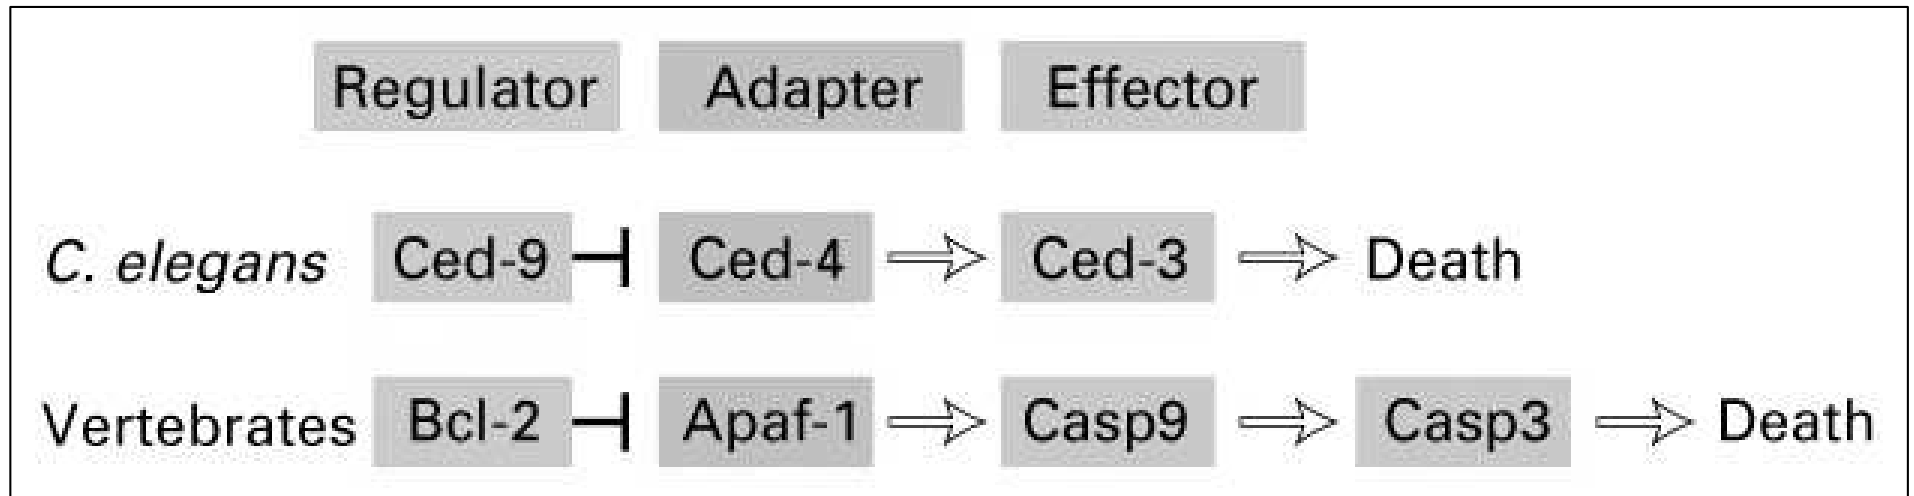 Regulator Adapter Effector
C. elegans Ced-9 Ced-4 Ced-3 Death
Vertebrates Bcl-2 Apaf-1 Casp9 Casp3 Death